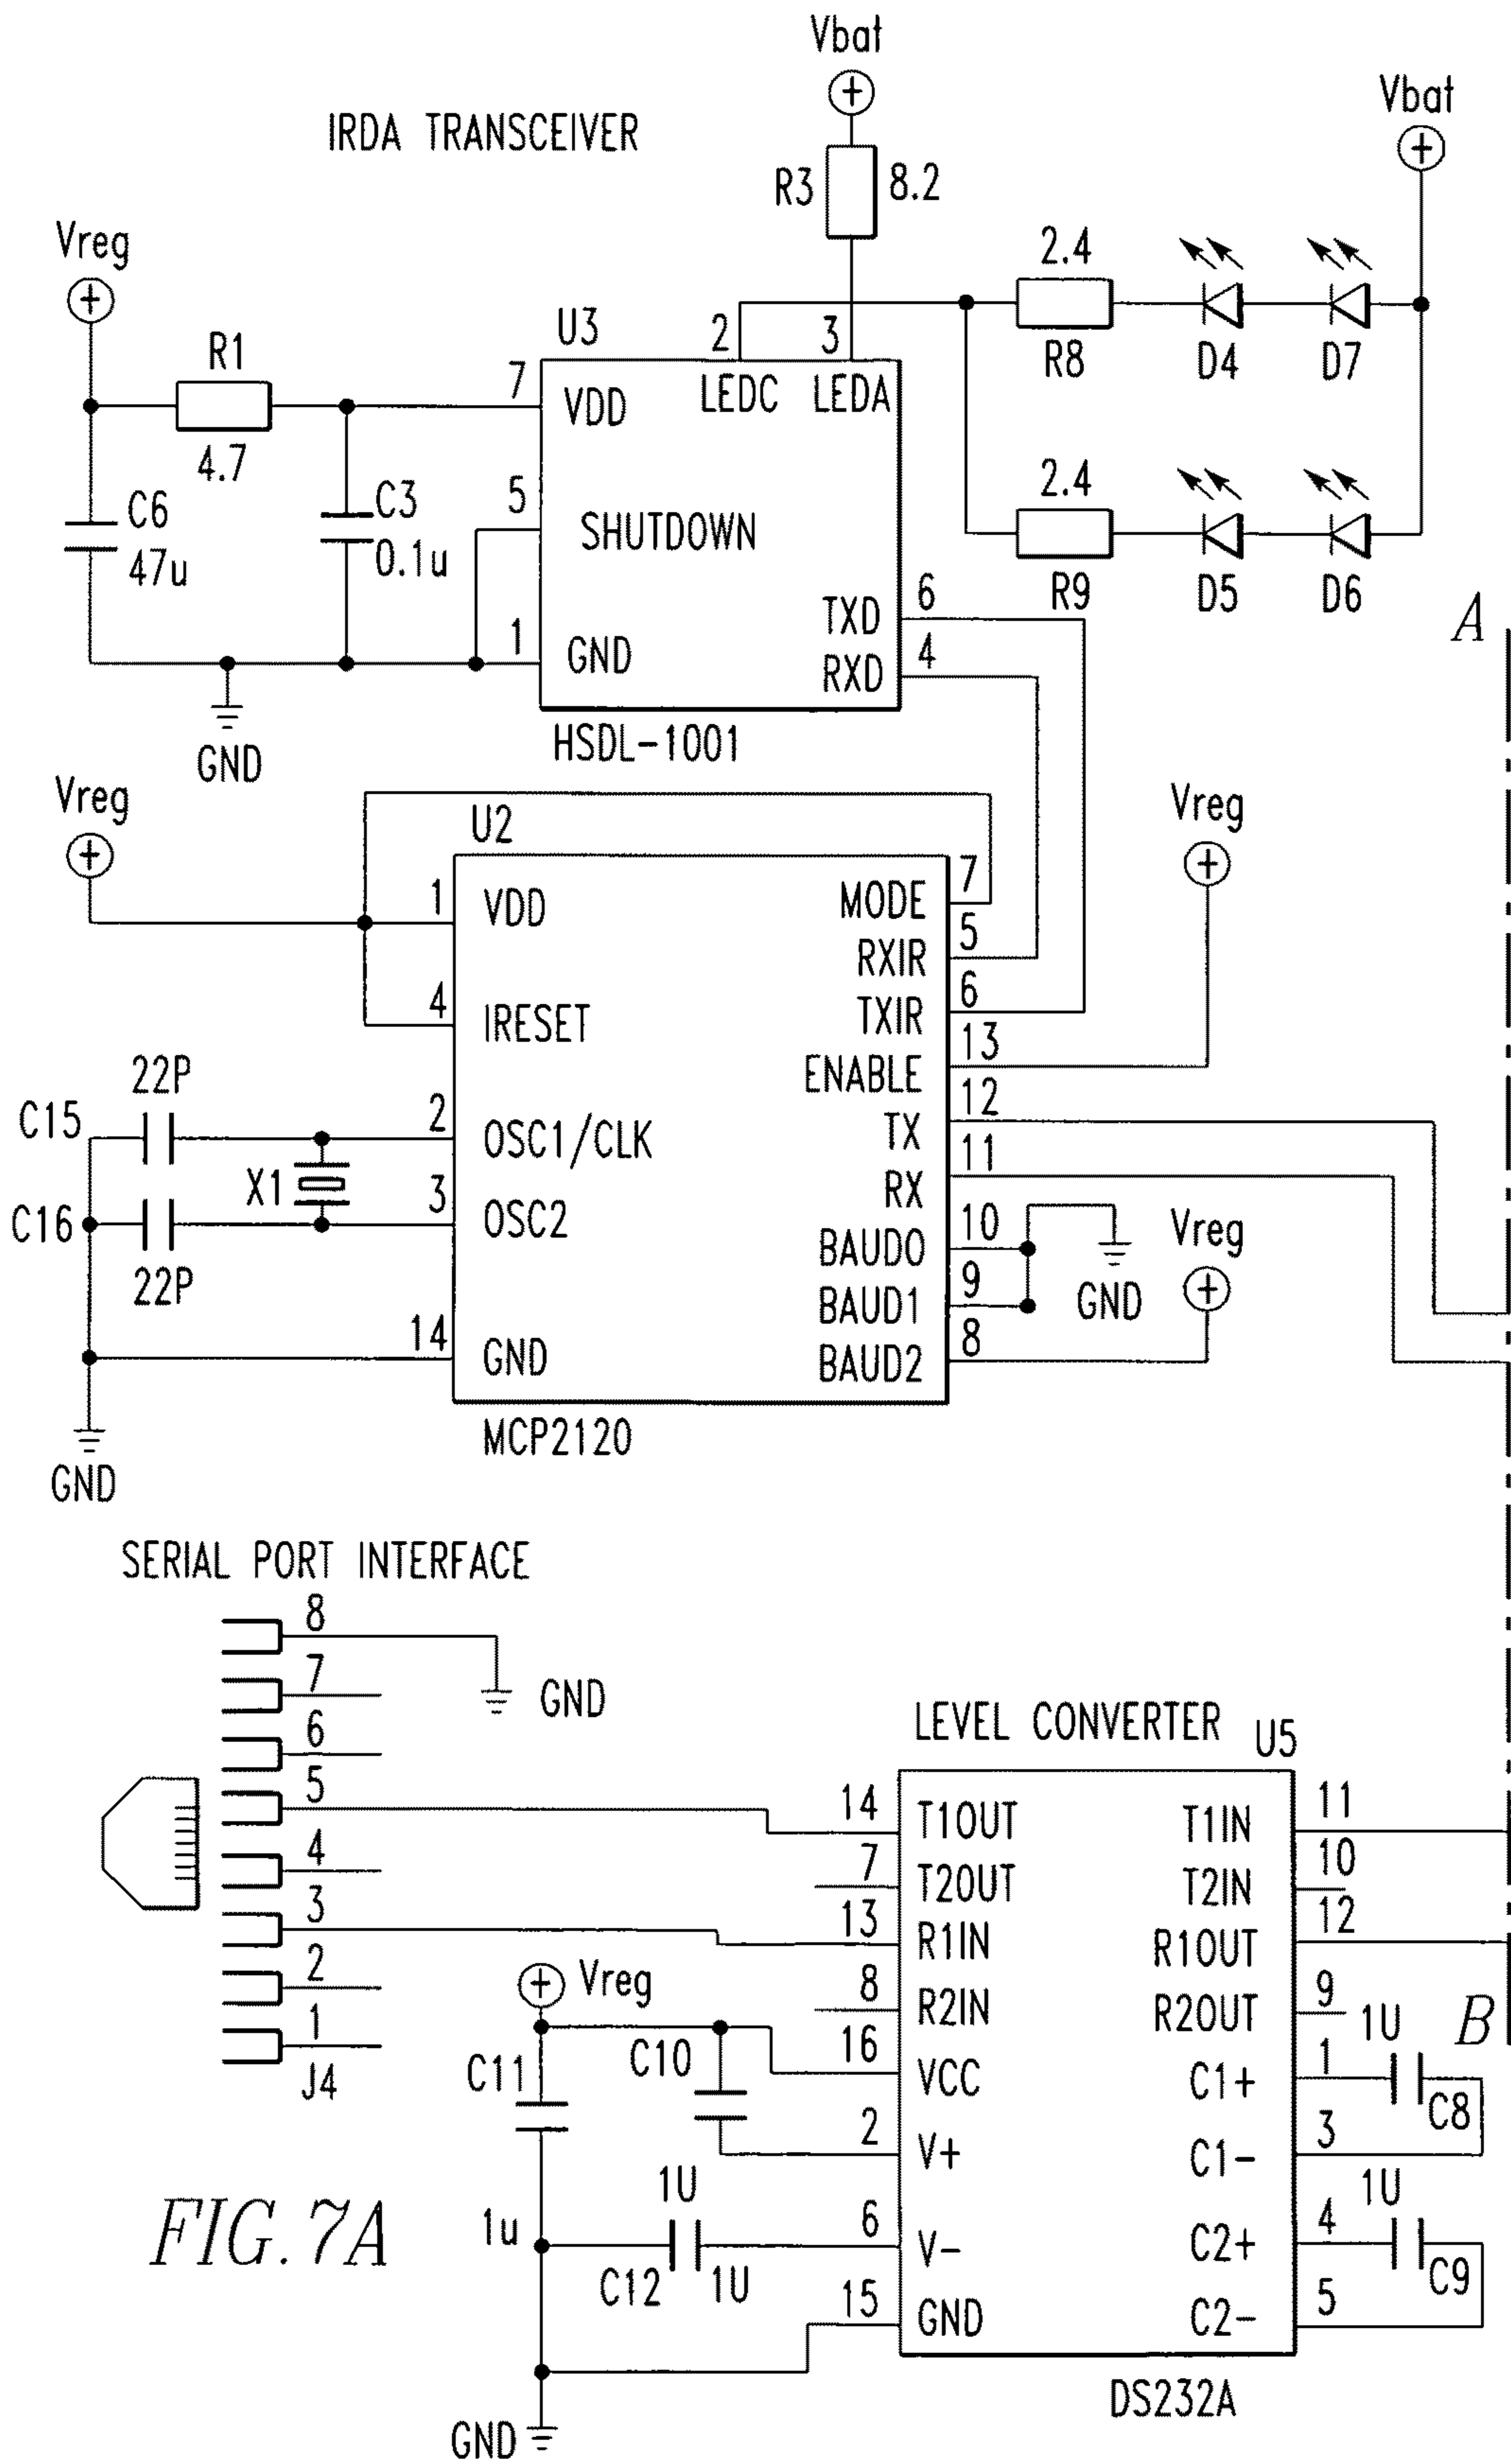 Vbat
IRDA TRANSCEIVER
Vbat
R3
8.2
Vreg
2.4
R1
U3
2
3
R8
D4
D7
7
VDD
LEDC
LEDA
4.7
C6
47u
C3
0.1u
5
SHUTDOWN
2.4
R9
D5
D6
TXD
6
A
1
GND
RXD
4
HSDL-1001
GND
Vreg
U2
Vreg
1
VDD
MODE
7
RXIR
5
4
IRESET
TXIR
6
ENABLE
13
22P
C15
2
OSC1/CLK
TX
12
X1
3
RX
11
C16
OSC2
BAUD0
10
Vreg
22P
BAUD1
9
GND
14
GND
BAUD2
8
MCP2120
GND
SERIAL PORT INTERFACE
8
7
GND
6
LEVEL CONVERTER
U5
5
14
T1OUT
T1IN
11
4
7
T2OUT
T2IN
10
3
13
R1IN
R1OUT
12
2
Vreg
8
R2IN
R2OUT
9
1U
B
1
J4
C11
C10
16
VCC
C1+
1
C8
2
V+
C1-
3
FIG.7A
1u
1U
6
V-
C2+
4
1U
C12
1U
C9
15
GND
C2-
5
DS232A
GND